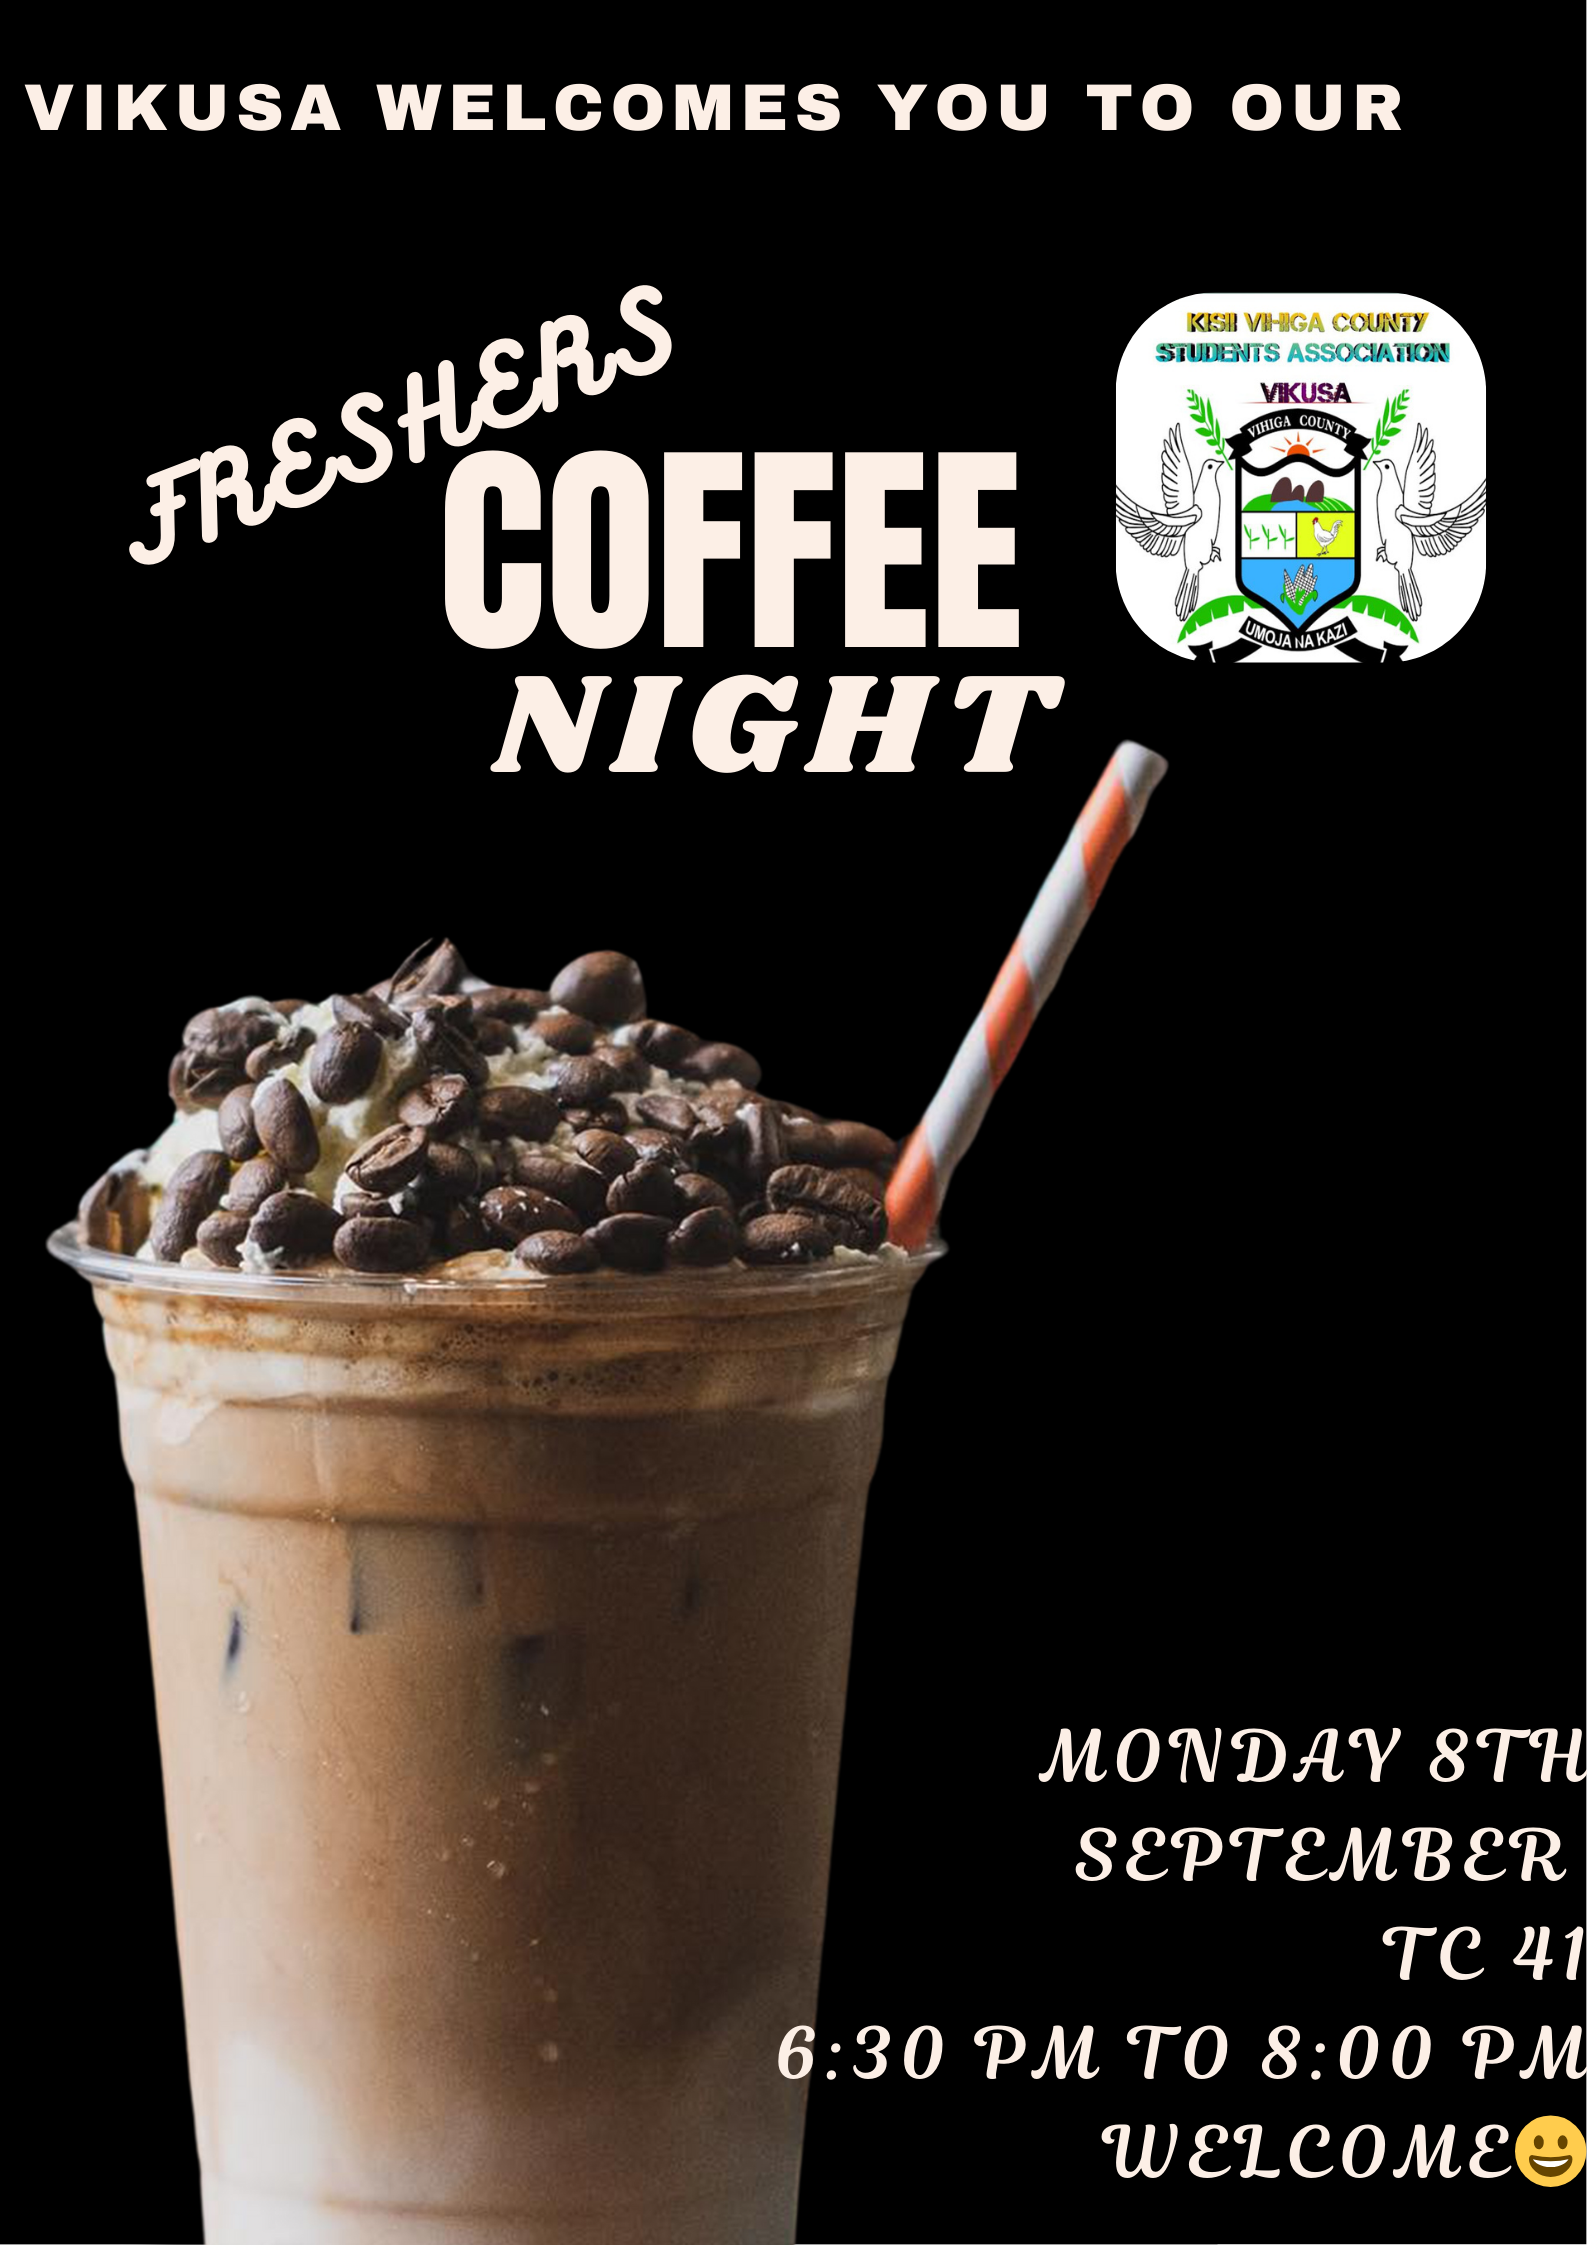 VIKUSA WELCOMES YOU TO OUR
FRESHERS
COFFEE
NIGHT
KISII VIHIGA COUNTY
STUDENTS ASSOCIATION
VIKUSA
VIHIGA COUNTY
UMOJA NA KAZI
MONDAY 8TH
SEPTEMBER
TC 41
6:30 PM TO 8:00 PM
WELCOME😀